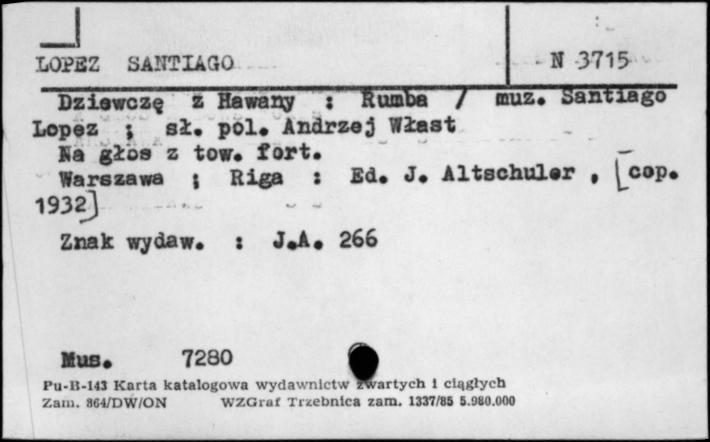 LOPEZ SANTIAGO N 3715
Dziewczę z Hawany : Rumba / muz. Santiago
Lopez ; sł. pol. Andrzej Włast
Na głos z tow. fort.
Warszawa ; Riga : Ed. J. Altschuler , [cop.
1932]
Znak wydaw. : J.A. 266
Mus. 7280
Pu-B-143 Karta katalogowa wydawnictw zwartych i ciągłych
Zam. 864/DW/ON WZGraf Trzebnica zam. 1337/85 5.980.000